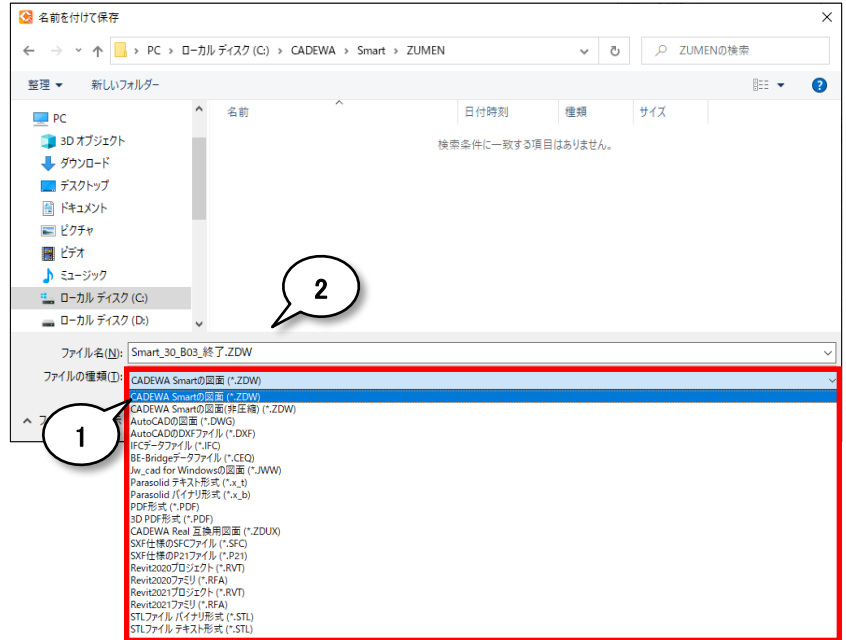 名前を付けて保存
PC › ローカル ディスク (C:) › CADEWA › Smart › ZUMEN
ZUMENの検索
整理
新しいフォルダー
名前
日付時刻
種類
サイズ
検索条件に一致する項目はありません。
PC
3D オブジェクト
ダウンロード
デスクトップ
ドキュメント
ピクチャ
ビデオ
ミュージック
ローカル ディスク (C:)
ローカル ディスク (D:)
2
ファイル名(N):
Smart_30_B03_終了.ZDW
ファイルの種類(T):
CADEWA Smartの図面 (*.ZDW)
1
CADEWA Smartの図面 (*.ZDW)
CADEWA Smartの図面(非圧縮) (*.ZDW)
AutoCADの図面 (*.DWG)
AutoCADのDXFファイル (*.DXF)
IFCデータファイル (*.IFC)
BE-Bridgeデータファイル (*.CEQ)
Jw_cad for Windowsの図面 (*.JWW)
Parasolid テキスト形式 (*.x_t)
Parasolid バイナリ形式 (*.x_b)
PDF形式 (*.PDF)
3D PDF形式 (*.PDF)
CADEWA Real 互換用図面 (*.ZDUX)
SXF仕様のSFCファイル (*.SFC)
SXF仕様のP21ファイル (*.P21)
Revit2020プロジェクト (*.RVT)
Revit2020ファミリ (*.RFA)
Revit2021プロジェクト (*.RVT)
Revit2021ファミリ (*.RFA)
STLファイル バイナリ形式 (*.STL)
STLファイル テキスト形式 (*.STL)